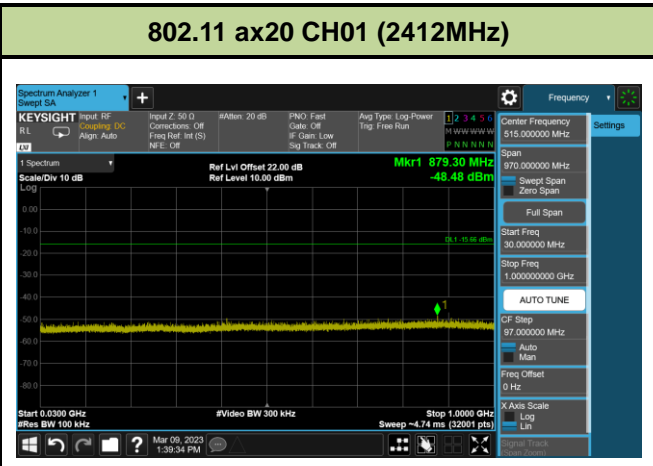 802.11 ax20 CH01 (2412MHz)
Spectrum Analyzer 1
Swept SA
+
Frequency
KEYSIGHT
RL
LXI
Input: RF
Coupling: DC
Align: Auto
Input Z: 50 Ω
Corrections: Off
Freq Ref: Int (S)
NFE: Off
#Atten: 20 dB
PNO: Fast
Gate: Off
IF Gain: Low
Sig Track: Off
Avg Type: Log-Power
Trig: Free Run
1 2 3 4 5 6
M W W W W W
P N N N N N
Center Frequency
515.000000 MHz
Settings
Span
970.000000 MHz
Swept Span
Zero Span
Full Span
Start Freq
30.000000 MHz
Stop Freq
1.000000000 GHz
AUTO TUNE
CF Step
97.000000 MHz
Auto
Man
Freq Offset
0 Hz
X Axis Scale
Log
Lin
Signal Track
(Span Zoom)
1 Spectrum
Scale/Div 10 dB
Log
Ref Lvl Offset 22.00 dB
Ref Level 10.00 dBm
Mkr1 879.30 MHz
-48.48 dBm
0.00
-10.0
DL1 -15.66 dBm
-20.0
-30.0
-40.0
1
-50.0
-60.0
-70.0
-80.0
Start 0.0300 GHz
#Res BW 100 kHz
#Video BW 300 kHz
Stop 1.0000 GHz
Sweep ~4.74 ms (32001 pts)
?
Mar 09, 2023
1:39:34 PM